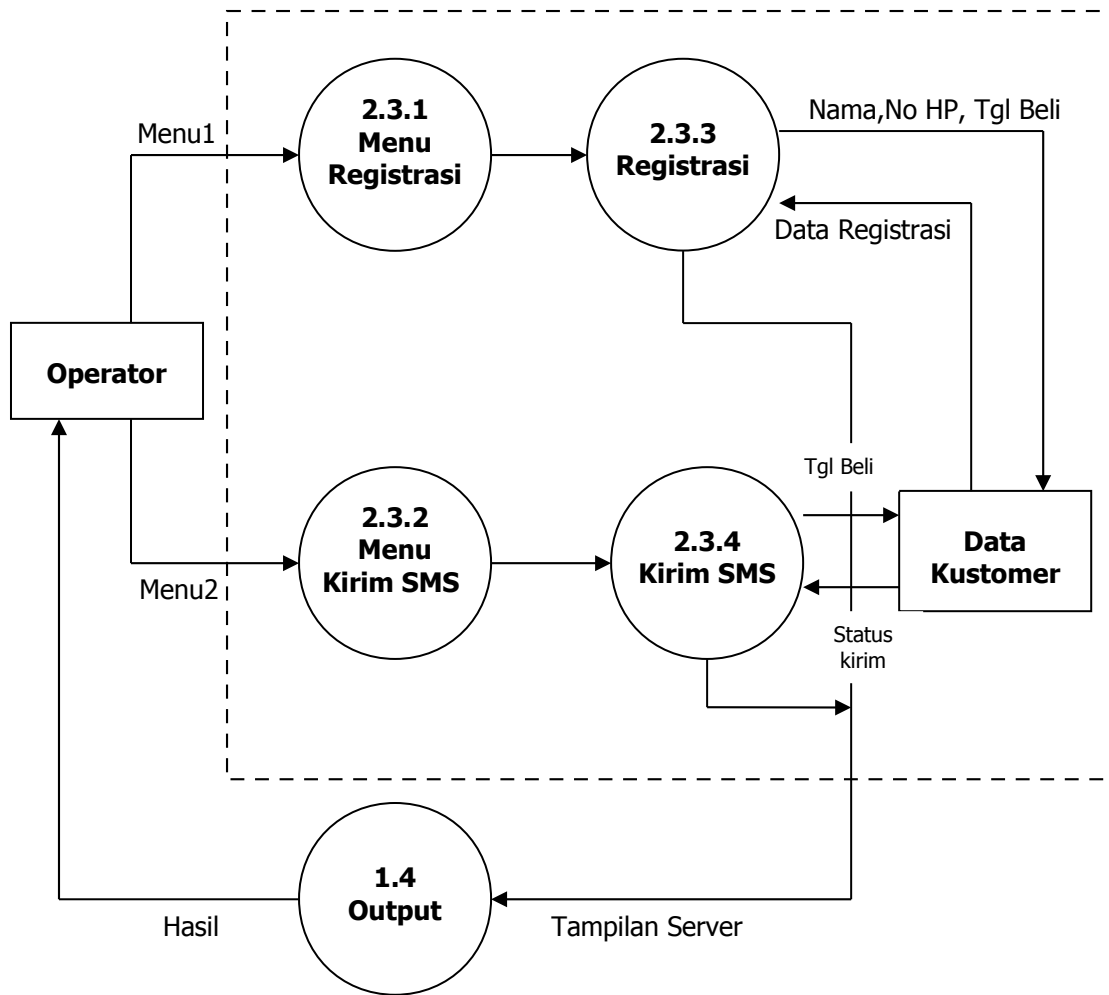 2.3.1
Menu
Registrasi
2.3.3
Registrasi
Nama,No HP, Tgl Beli
Menu1
Data Registrasi
Operator
Tgl Beli
2.3.2
Menu
Kirim SMS
2.3.4
Kirim SMS
Data
Kustomer
Menu2
Status
kirim
1.4
Output
Hasil
Tampilan Server